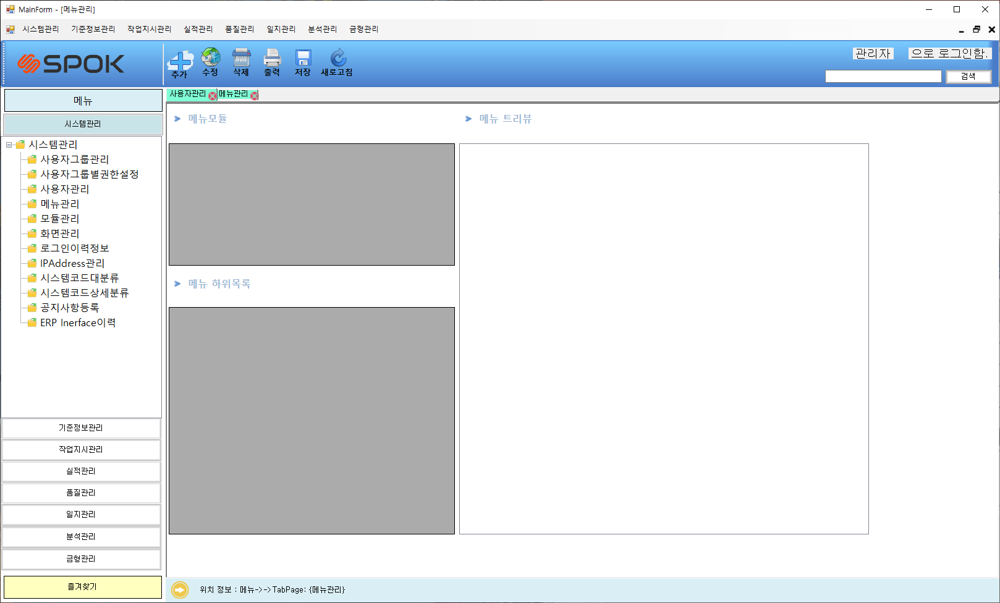 MainForm - [메뉴관리]
시스템관리 기준정보관리 작업지시관리 실적관리 품질관리 일지관리 분석관리 금형관리
SPOK
추가 수정 삭제 출력 저장 새로고침
관리자 으로 로그인함.
검색
메뉴
사용자관리 메뉴관리
시스템관리
시스템관리
사용자그룹관리
사용자그룹별권한설정
사용자관리
메뉴관리
모듈관리
화면관리
로그인이력정보
IPAddress관리
시스템코드대분류
시스템코드상세분류
공지사항등록
ERP Inerface이력
기준정보관리
작업지시관리
실적관리
품질관리
일지관리
분석관리
금형관리
즐겨찾기
메뉴모듈
메뉴 트리뷰
메뉴 하위목록
위치 정보 : 메뉴->->TabPage: {메뉴관리}